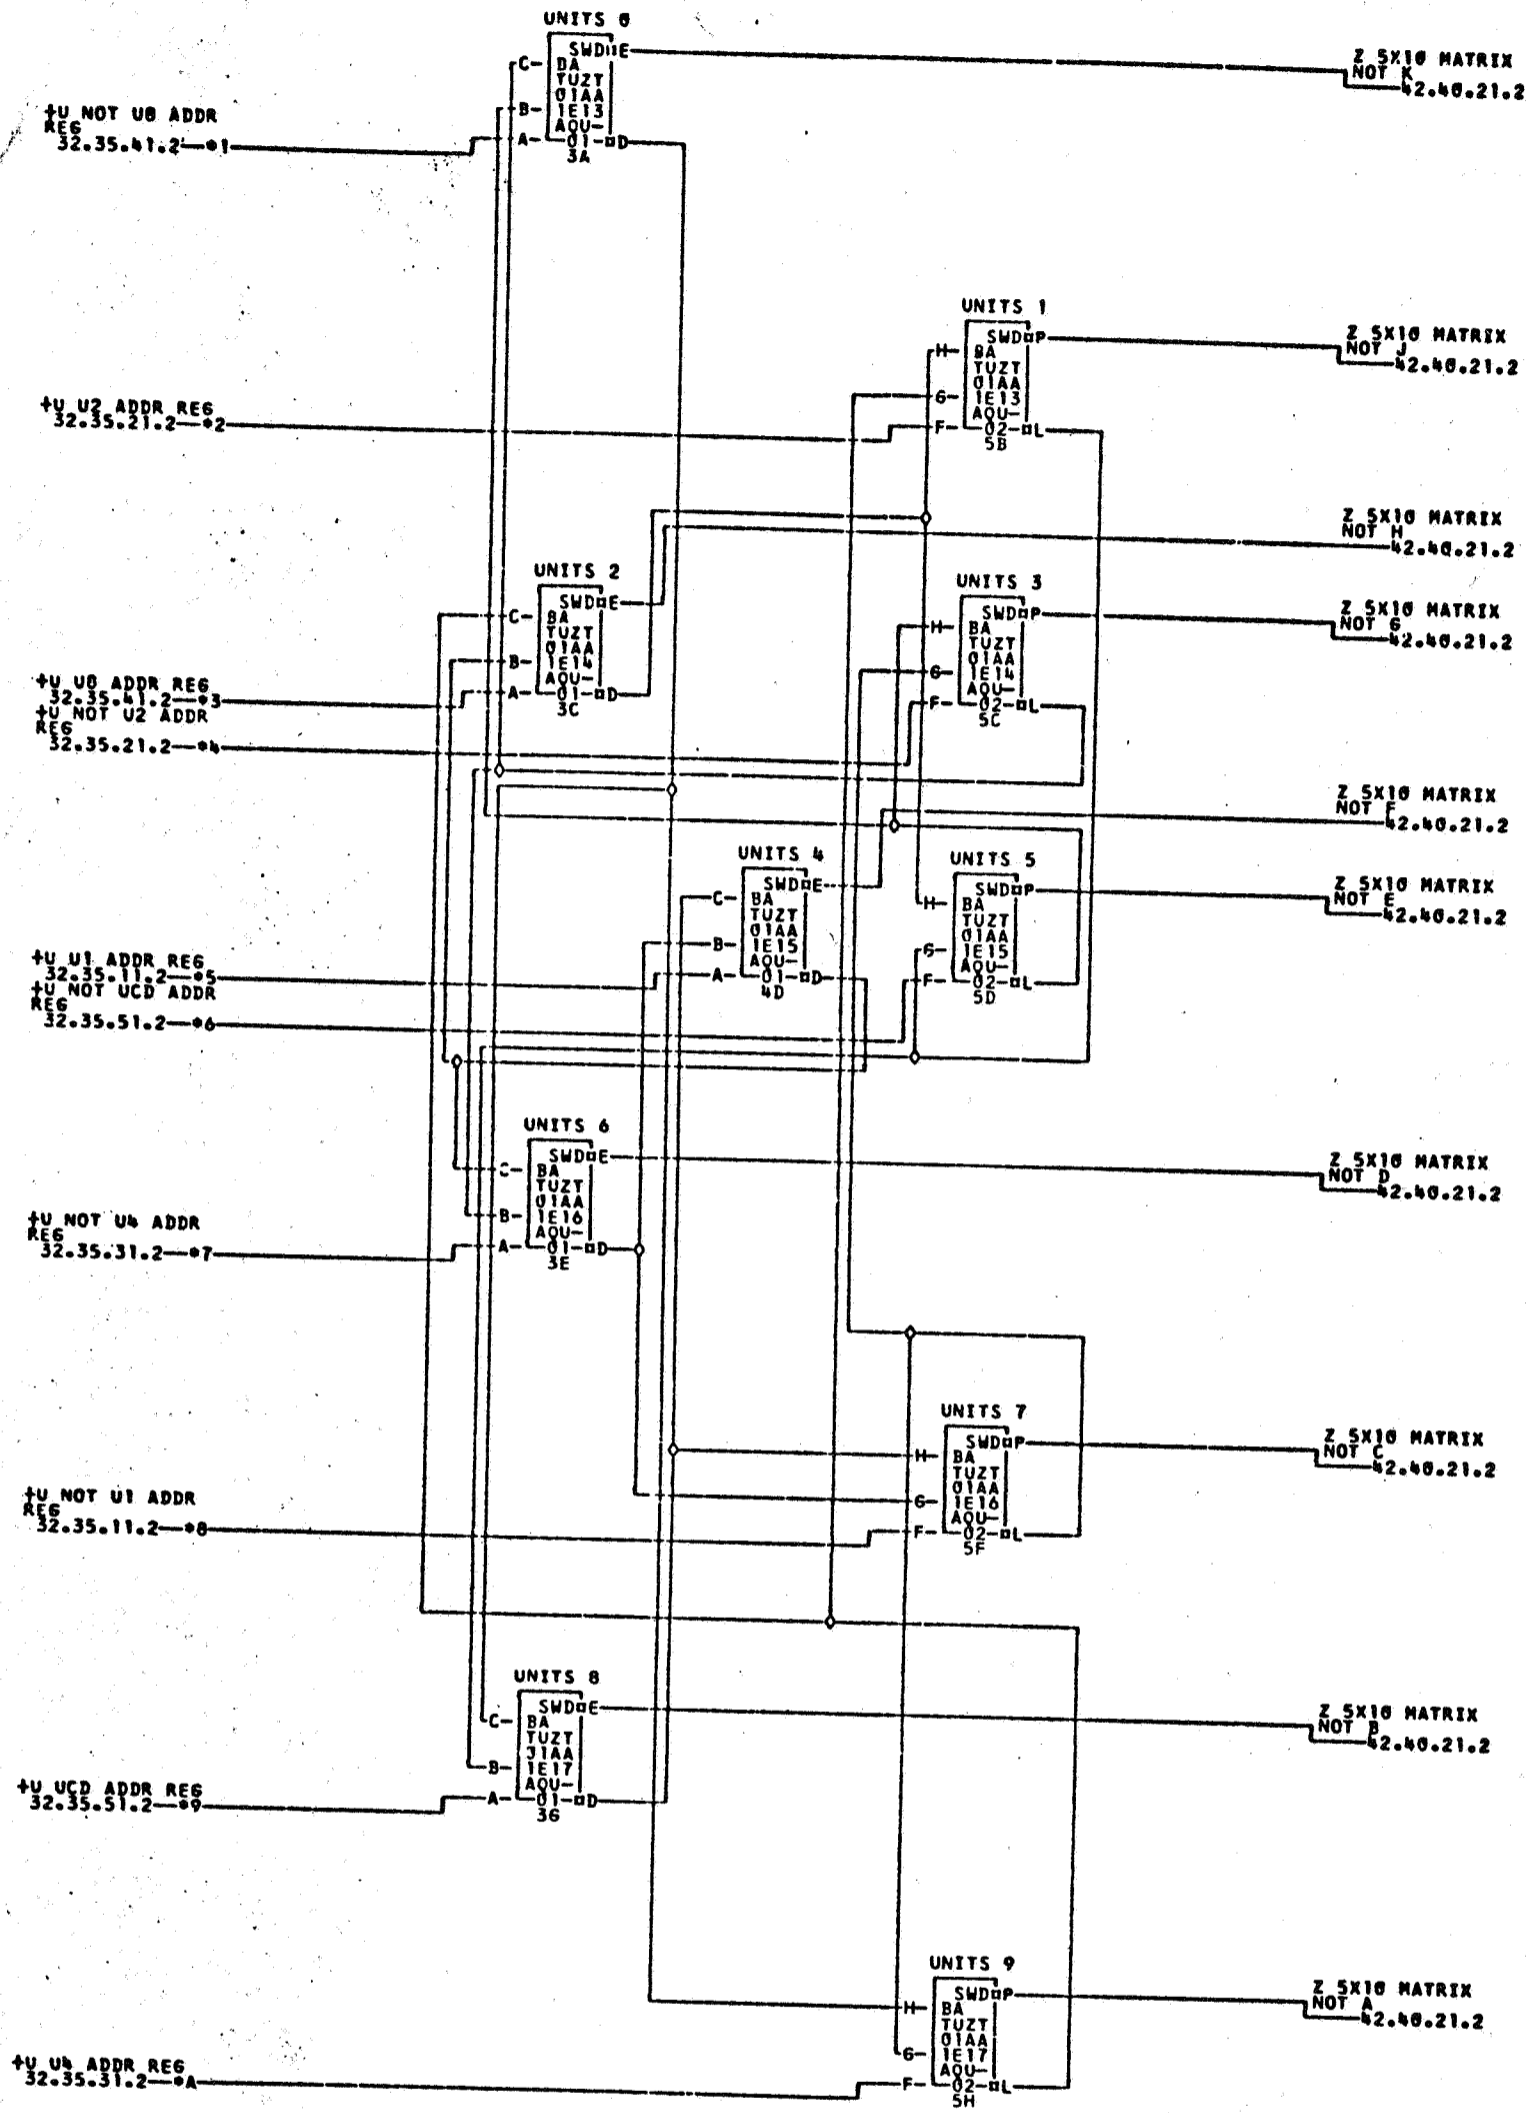 UNITS 0
SWD E
C- BA
TUZT
01AA
B- 1E13
AQU-
A- 01- D
3A
Z 5X10 MATRIX
NOT K
42.40.21.2
+U NOT U0 ADDR
REG
32.35.41.2—*1
UNITS 1
SWD P
H- BA
TUZT
01AA
G- 1E13
AQU-
F- 02- L
5B
Z 5X10 MATRIX
NOT J
42.40.21.2
+U U2 ADDR REG
32.35.21.2—*2
Z 5X10 MATRIX
NOT H
42.40.21.2
UNITS 2
SWD E
C- BA
TUZT
01AA
B- 1E14
AQU-
A- 01- D
3C
UNITS 3
SWD P
H- BA
TUZT
01AA
G- 1E14
AQU-
F- 02- L
5C
Z 5X10 MATRIX
NOT G
42.40.21.2
+U U0 ADDR REG
32.35.41.2—*3
+U NOT U2 ADDR
REG
32.35.21.2—*4
Z 5X10 MATRIX
NOT F
42.40.21.2
UNITS 4
SWD E
C- BA
TUZT
01AA
B- 1E15
AQU-
A- 01- D
4D
UNITS 5
SWD P
H- BA
TUZT
01AA
G- 1E15
AQU-
F- 02- L
5D
Z 5X10 MATRIX
NOT E
42.40.21.2
+U U1 ADDR REG
32.35.11.2—*5
+U NOT UCD ADDR
REG
32.35.51.2—*6
UNITS 6
SWD E
C- BA
TUZT
01AA
B- 1E16
AQU-
A- 01- D
3E
Z 5X10 MATRIX
NOT D
42.40.21.2
+U NOT U4 ADDR
REG
32.35.31.2—*7
UNITS 7
SWD P
H- BA
TUZT
01AA
G- 1E16
AQU-
F- 02- L
5F
Z 5X10 MATRIX
NOT C
42.40.21.2
+U NOT U1 ADDR
REG
32.35.11.2—*8
UNITS 8
SWD E
C- BA
TUZT
01AA
B- 1E17
AQU-
A- 01- D
3G
Z 5X10 MATRIX
NOT B
42.40.21.2
+U UCD ADDR REG
32.35.51.2—*9
UNITS 9
SWD P
H- BA
TUZT
01AA
G- 1E17
AQU-
F- 02- L
5H
Z 5X10 MATRIX
NOT A
42.40.21.2
+U U4 ADDR REG
32.35.31.2—*A